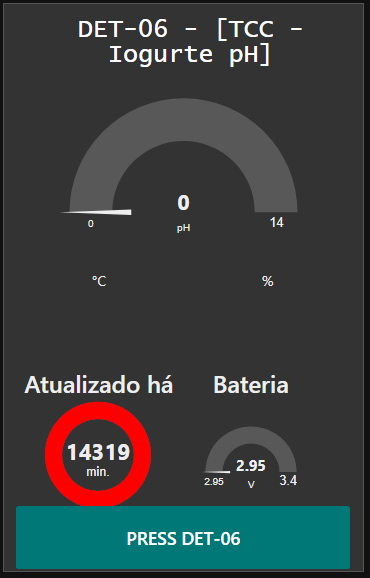 DET-06 - [TCC -
Iogurte pH]
0
pH
0
14
°C
%
Atualizado há
Bateria
14319
min.
2.95
V
2.95
3.4
PRESS DET-06